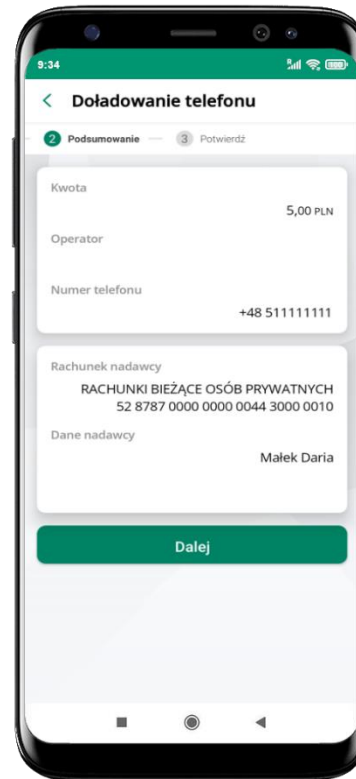 9:34
Doładowanie telefonu
2 Podsumowanie 3 Potwierdź
Kwota
5,00 PLN
Operator
Numer telefonu
+48 511111111
Rachunek nadawcy
RACHUNKI BIEŻĄCE OSÓB PRYWATNYCH
52 8787 0000 0000 0044 3000 0010
Dane nadawcy
Małek Daria
Dalej